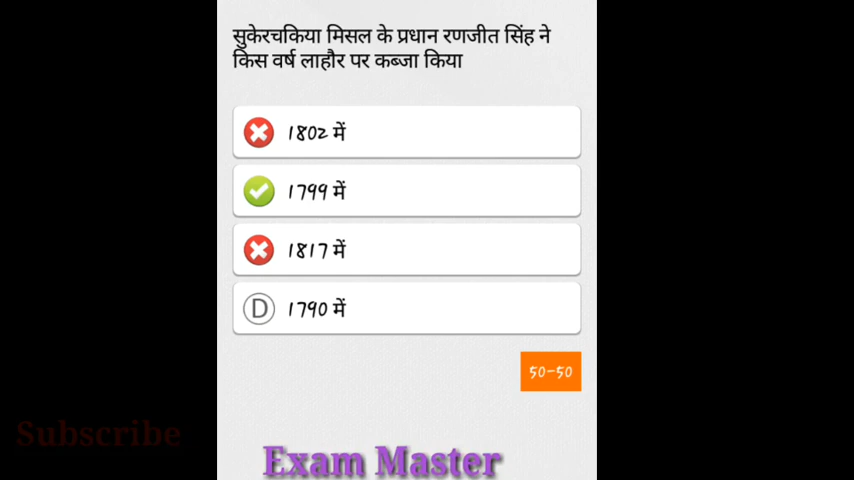 सुकेरचकिया मिसल के प्रधान रणजीत सिंह ने
किस वर्ष लाहौर पर कब्जा किया
1802 में
1799 में
1817 में
D 1790 में
50-50
Subscribe
Exam Master